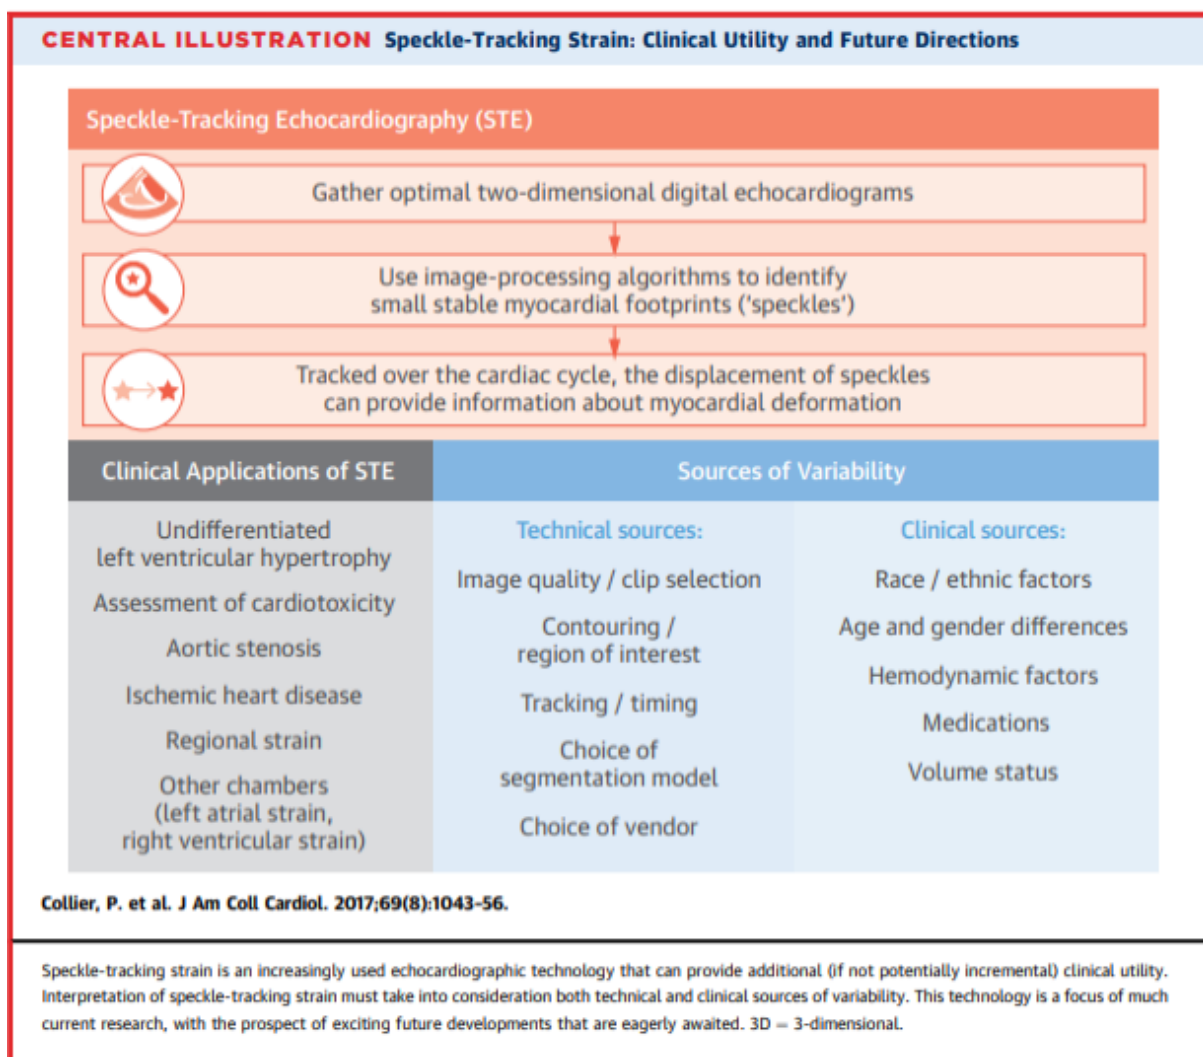 CENTRAL ILLUSTRATION Speckle-Tracking Strain: Clinical Utility and Future Directions
Speckle-Tracking Echocardiography (STE)
Gather optimal two-dimensional digital echocardiograms
Use image-processing algorithms to identify
small stable myocardial footprints ('speckles')
Tracked over the cardiac cycle, the displacement of speckles
can provide information about myocardial deformation
Clinical Applications of STE
Undifferentiated
left ventricular hypertrophy
Assessment of cardiotoxicity
Aortic stenosis
Ischemic heart disease
Regional strain
Other chambers
(left atrial strain,
right ventricular strain)
Sources of Variability
Technical sources:
Image quality / clip selection
Contouring /
region of interest
Tracking / timing
Choice of
segmentation model
Choice of vendor
Clinical sources:
Race / ethnic factors
Age and gender differences
Hemodynamic factors
Medications
Volume status
Collier, P. et al. J Am Coll Cardiol. 2017;69(8):1043-56.
Speckle-tracking strain is an increasingly used echocardiographic technology that can provide additional (if not potentially incremental) clinical utility.
Interpretation of speckle-tracking strain must take into consideration both technical and clinical sources of variability. This technology is a focus of much
current research, with the prospect of exciting future developments that are eagerly awaited. 3D = 3-dimensional.